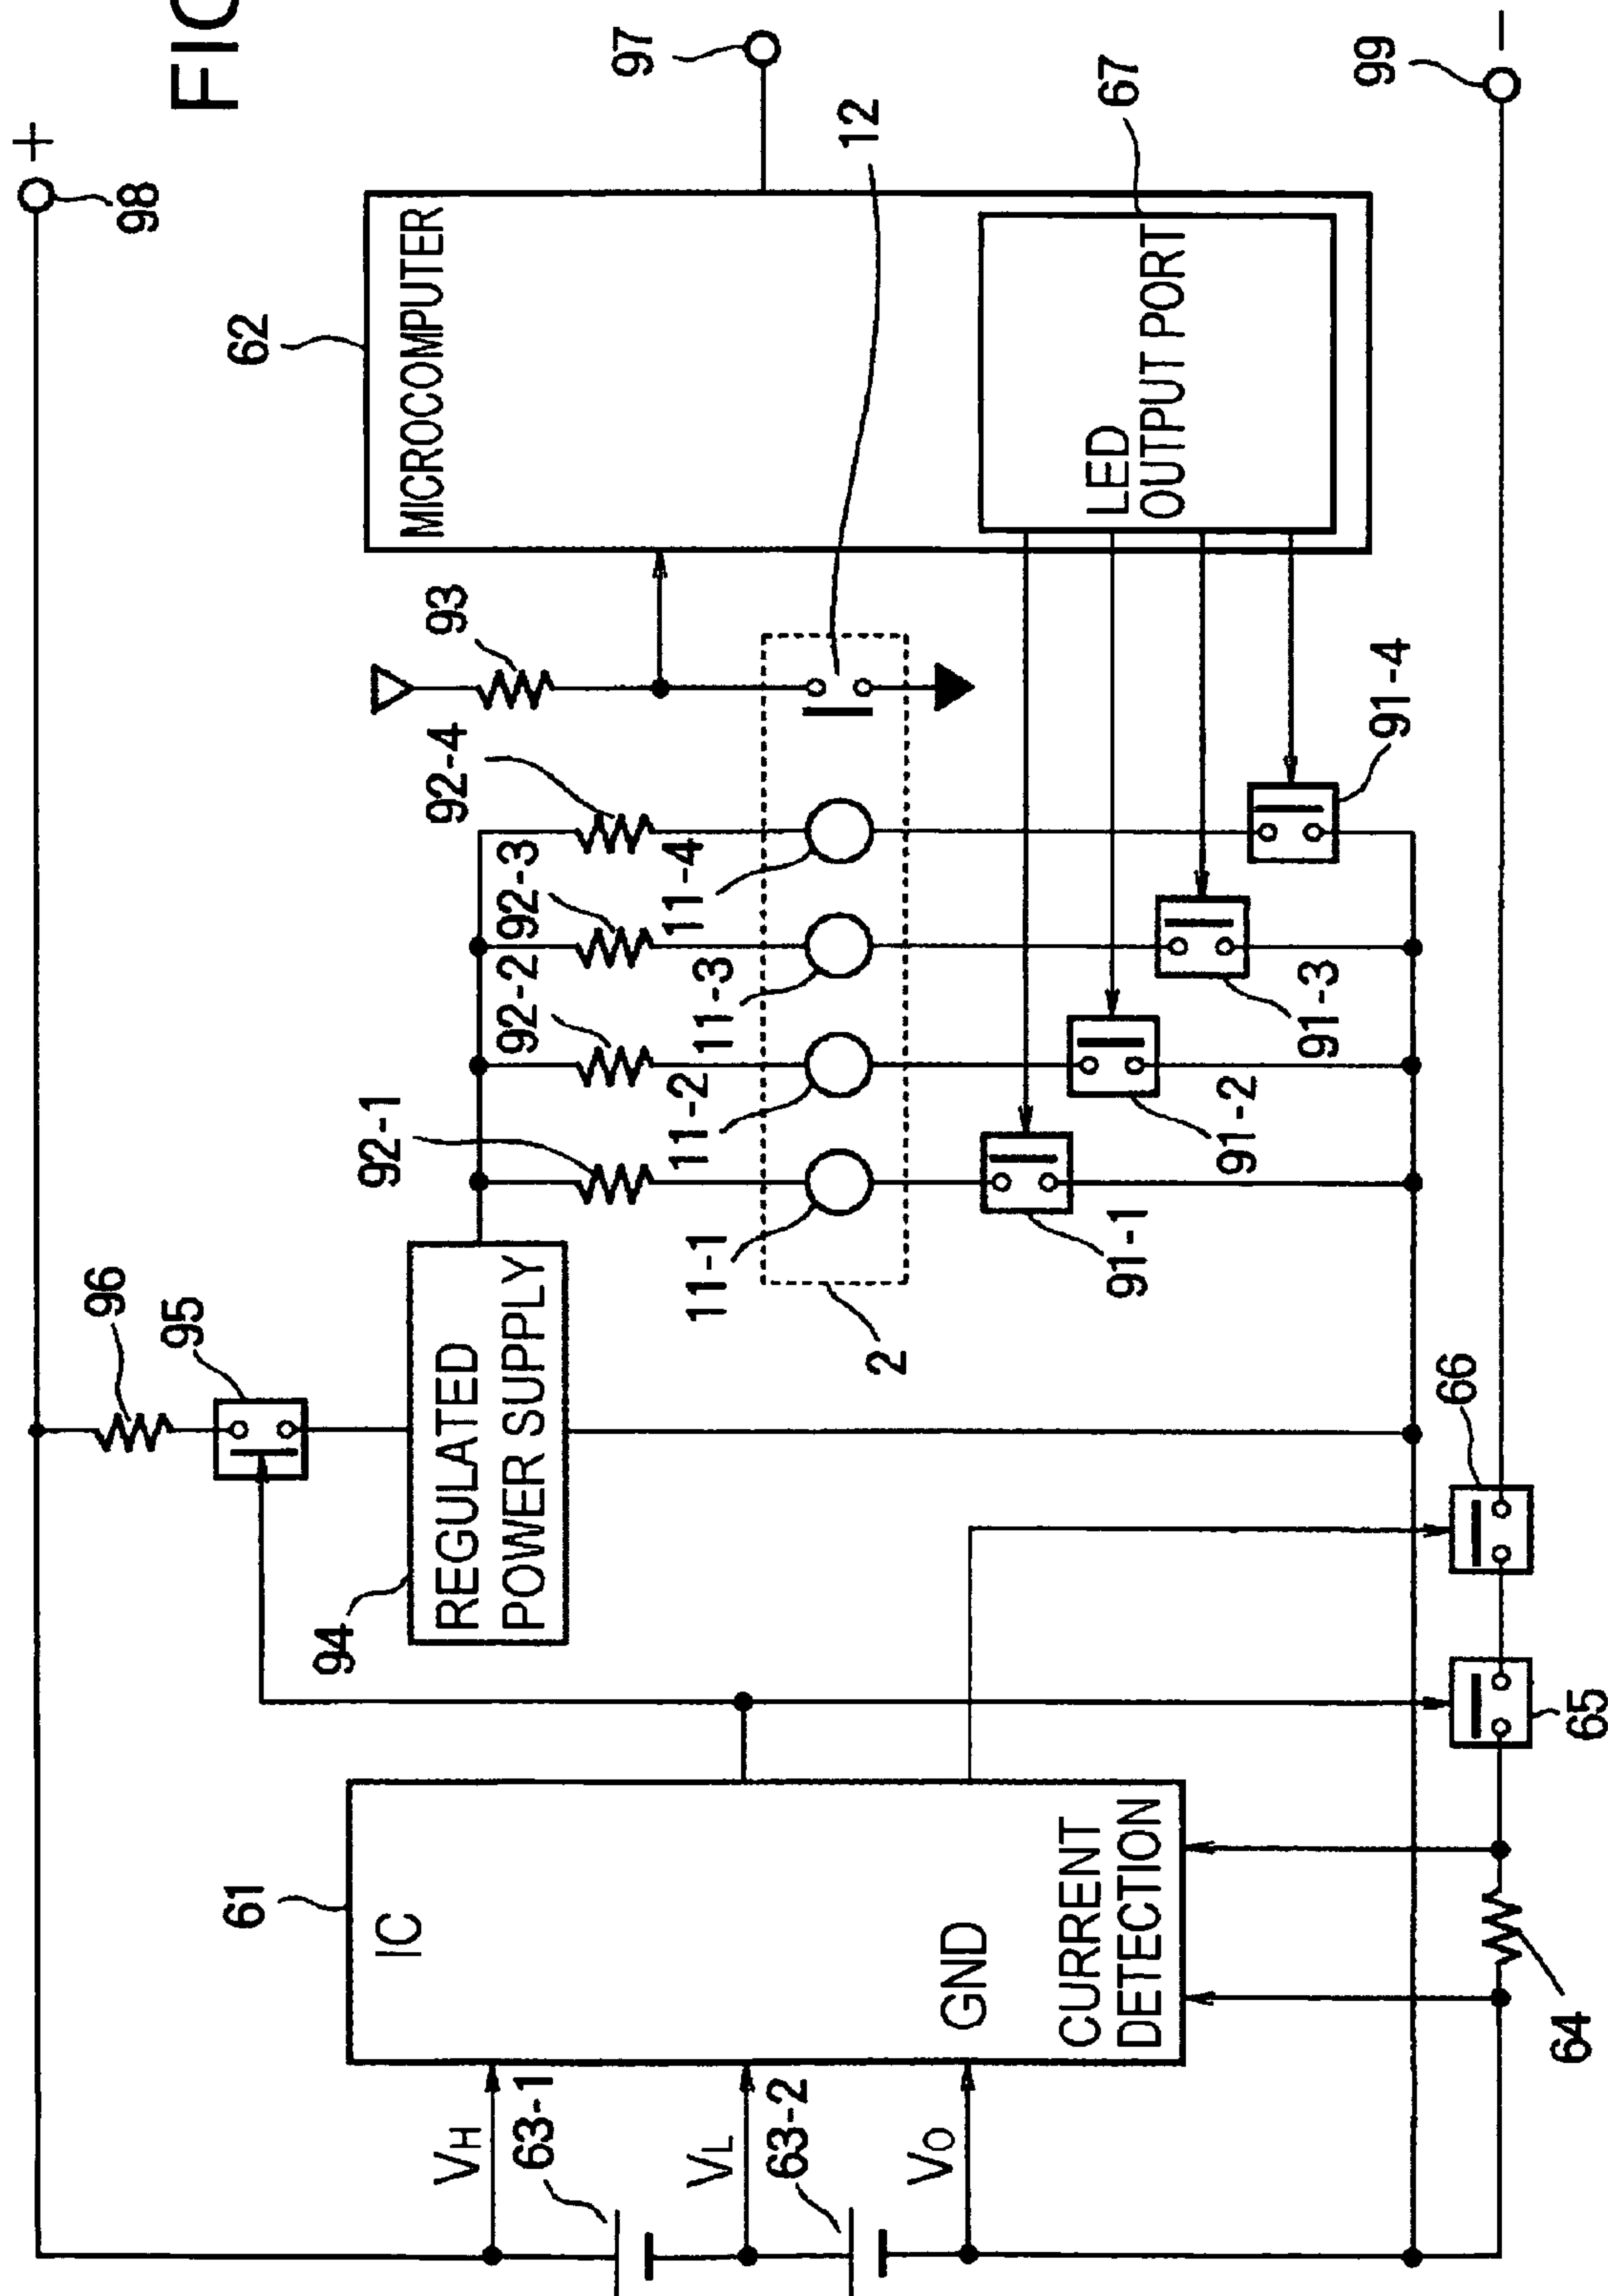 FIG
+
98
97
62
MICROCOMPUTER
12
67
LED
OUTPUT PORT
99
−
93
92-4
92-3
92-2
92-1
11-4
11-3
11-2
11-1
91-4
91-3
91-2
91-1
2
96
95
94
REGULATED
POWER SUPPLY
66
65
61
IC
GND
CURRENT
DETECTION
64
VH
63-1
VL
63-2
VO